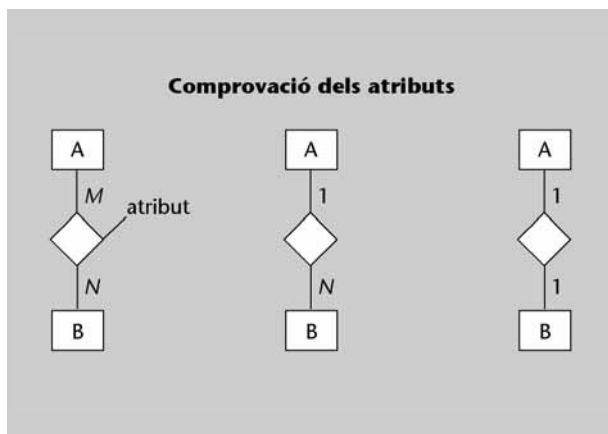 Comprovació dels atributs
A A A
M 1 1
atribut
N N 1
B B B